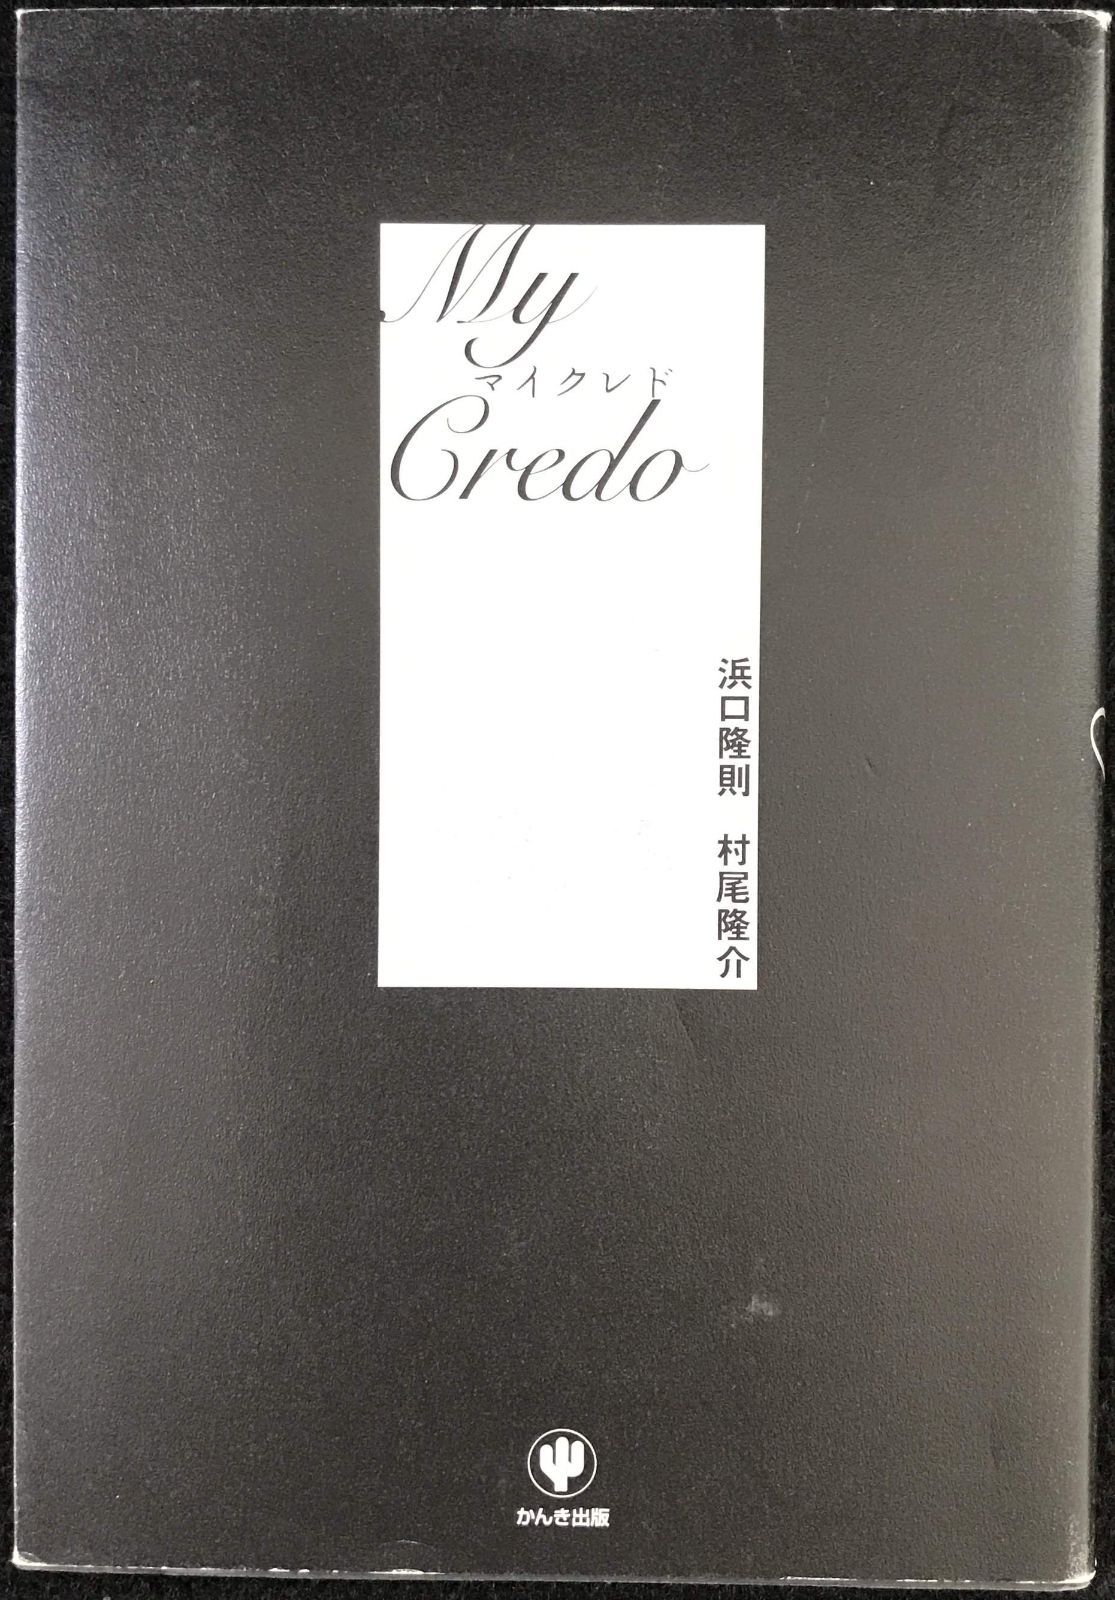 My
マイクレド
Credo
浜口隆則　村尾隆介
かんき出版